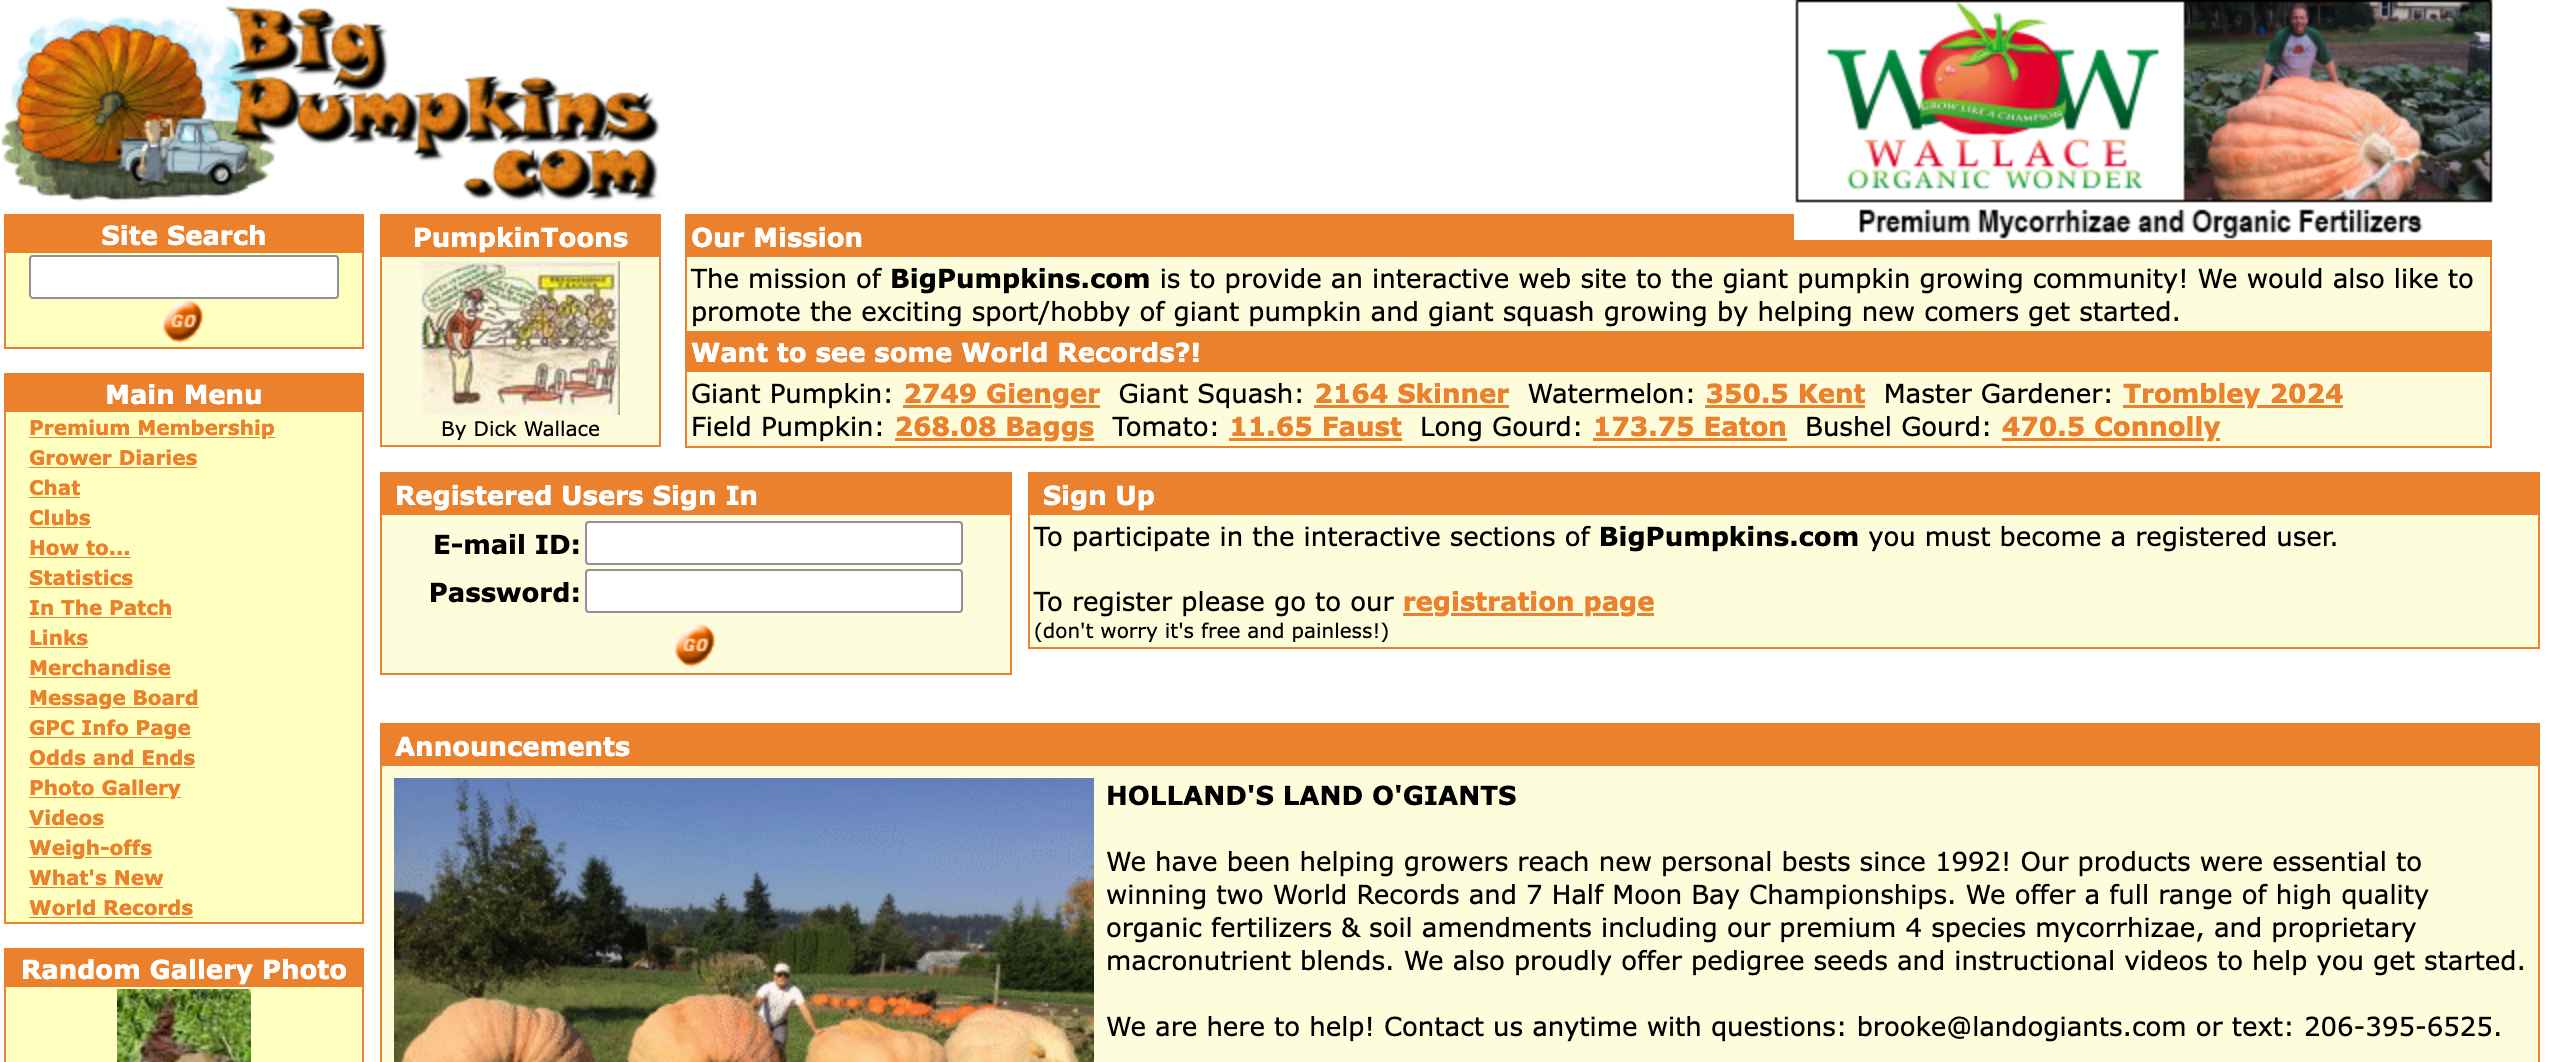 Big
Pumpkins
.com
WOW
GROW LIKE A CHAMPION
WALLACE
ORGANIC WONDER
Premium Mycorrhizae and Organic Fertilizers
Site Search
GO
Main Menu
Premium Membership
Grower Diaries
Chat
Clubs
How to...
Statistics
In The Patch
Links
Merchandise
Message Board
GPC Info Page
Odds and Ends
Photo Gallery
Videos
Weigh-offs
What's New
World Records
Random Gallery Photo
PumpkinToons
By Dick Wallace
Our Mission
The mission of BigPumpkins.com is to provide an interactive web site to the giant pumpkin growing community! We would also like to
promote the exciting sport/hobby of giant pumpkin and giant squash growing by helping new comers get started.
Want to see some World Records?!
Giant Pumpkin: 2749 Gienger Giant Squash: 2164 Skinner Watermelon: 350.5 Kent Master Gardener: Trombley 2024
Field Pumpkin: 268.08 Baggs Tomato: 11.65 Faust Long Gourd: 173.75 Eaton Bushel Gourd: 470.5 Connolly
Registered Users Sign In
E-mail ID:
Password:
GO
Sign Up
To participate in the interactive sections of BigPumpkins.com you must become a registered user.
To register please go to our registration page
(don't worry it's free and painless!)
Announcements
HOLLAND'S LAND O'GIANTS
We have been helping growers reach new personal bests since 1992! Our products were essential to
winning two World Records and 7 Half Moon Bay Championships. We offer a full range of high quality
organic fertilizers & soil amendments including our premium 4 species mycorrhizae, and proprietary
macronutrient blends. We also proudly offer pedigree seeds and instructional videos to help you get started.
We are here to help! Contact us anytime with questions: brooke@landogiants.com or text: 206-395-6525.